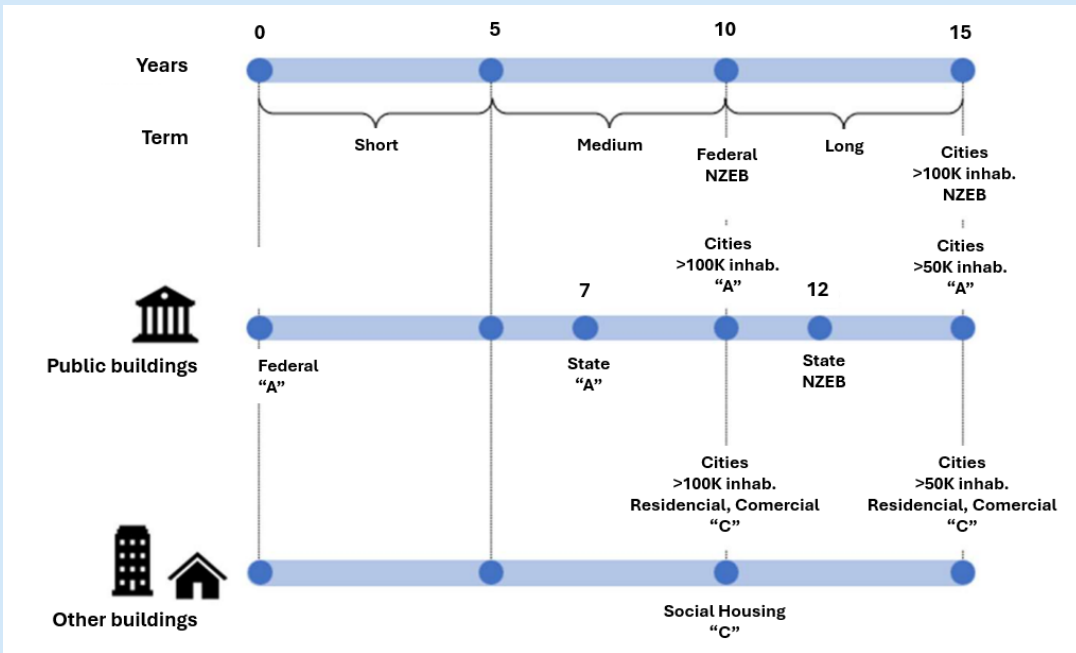 0
5
10
15
Years
Term
Short
Medium
Long
Federal
NZEB
Cities
>100K inhab.
NZEB
Cities
>100K inhab.
“A”
Cities
>50K inhab.
“A”
7
12
Public buildings
Federal
“A”
State
“A”
State
NZEB
Cities
>100K inhab.
Residencial, Comercial
“C”
Cities
>50K inhab.
Residencial, Comercial
“C”
Other buildings
Social Housing
“C”